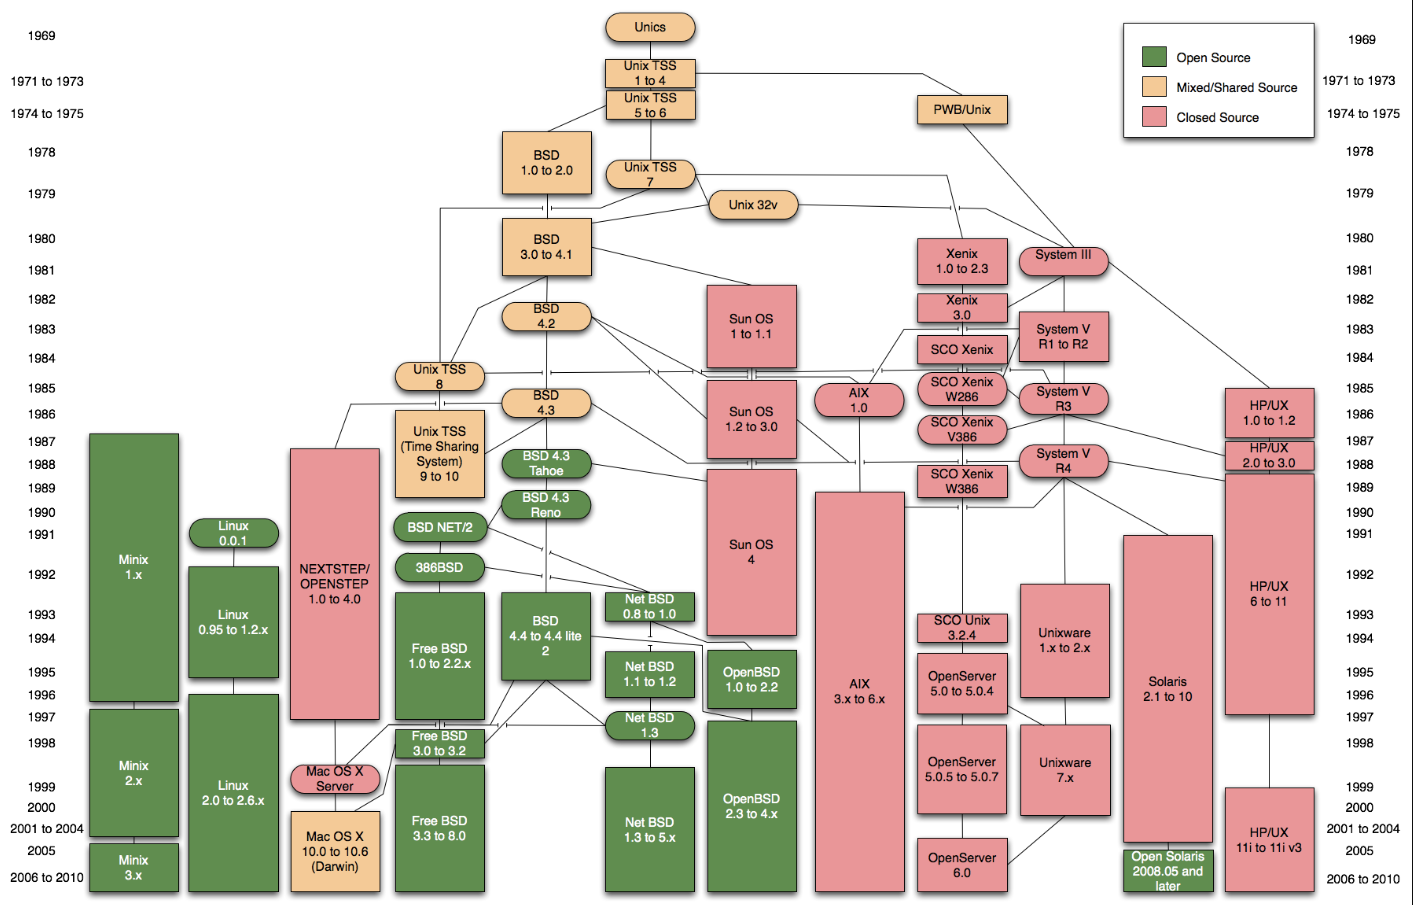 1969
1971 to 1973
1974 to 1975
1978
1979
1980
1981
1982
1983
1984
1985
1986
1987
1988
1989
1990
1991
1992
1993
1994
1995
1996
1997
1998
1999
2000
2001 to 2004
2005
2006 to 2010
Minix
1.x
Minix
2.x
Minix
3.x
Linux
0.0.1
Linux
0.95 to 1.2.x
Linux
2.0 to 2.6.x
NEXTSTEP/
OPENSTEP
1.0 to 4.0
Mac OS X
Server
Mac OS X
10.0 to 10.6
(Darwin)
Unix TSS
8
Unix TSS
(Time Sharing
System)
9 to 10
BSD NET/2
386BSD
Free BSD
1.0 to 2.2.x
Free BSD
3.0 to 3.2
Free BSD
3.3 to 8.0
BSD
1.0 to 2.0
BSD
3.0 to 4.1
BSD
4.2
BSD
4.3
BSD 4.3
Tahoe
BSD 4.3
Reno
BSD
4.4 to 4.4 lite
2
Unics
Unix TSS
1 to 4
Unix TSS
5 to 6
Unix TSS
7
Unix 32v
Net BSD
0.8 to 1.0
Net BSD
1.1 to 1.2
Net BSD
1.3
Net BSD
1.3 to 5.x
Sun OS
1 to 1.1
Sun OS
1.2 to 3.0
Sun OS
4
OpenBSD
1.0 to 2.2
OpenBSD
2.3 to 4.x
AIX
1.0
AIX
3.x to 6.x
PWB/Unix
Xenix
1.0 to 2.3
Xenix
3.0
SCO Xenix
SCO Xenix
W286
SCO Xenix
V386
SCO Xenix
W386
SCO Unix
3.2.4
OpenServer
5.0 to 5.0.4
OpenServer
5.0.5 to 5.0.7
OpenServer
6.0
System III
System V
R1 to R2
System V
R3
System V
R4
Unixware
1.x to 2.x
Unixware
7.x
Solaris
2.1 to 10
Open Solaris
2008.05 and
later
HP/UX
1.0 to 1.2
HP/UX
2.0 to 3.0
HP/UX
6 to 11
HP/UX
11i to 11i v3
Open Source
Mixed/Shared Source
Closed Source
1969
1971 to 1973
1974 to 1975
1978
1979
1980
1981
1982
1983
1984
1985
1986
1987
1988
1989
1990
1991
1992
1993
1994
1995
1996
1997
1998
1999
2000
2001 to 2004
2005
2006 to 2010